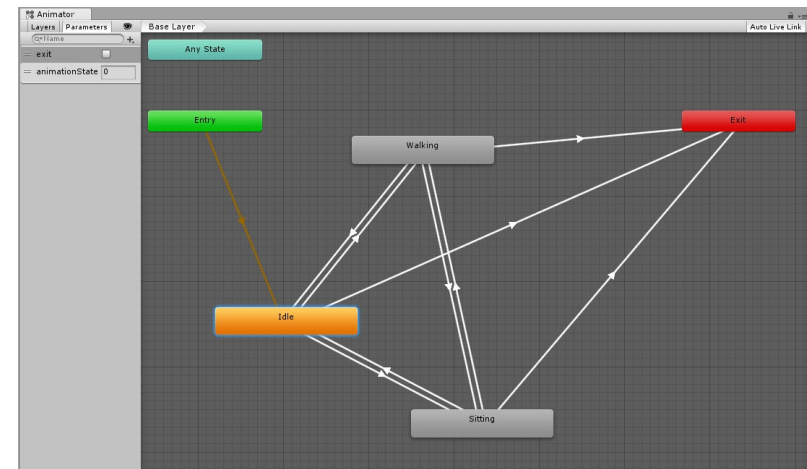 Animator
Layers Parameters
Name
exit
animationState 0
Base Layer
Auto Live Link
Any State
Entry
Exit
Walking
Idle
Sitting